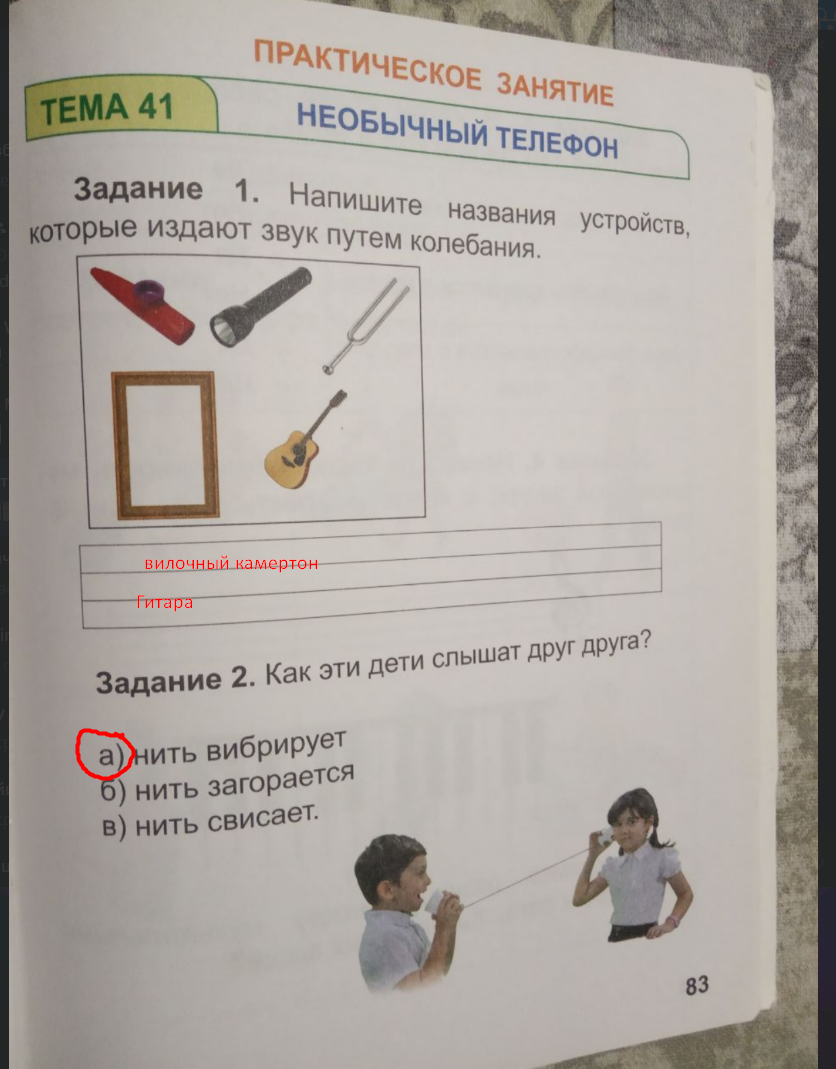 ПРАКТИЧЕСКОЕ ЗАНЯТИЕ
ТЕМА 41
НЕОБЫЧНЫЙ ТЕЛЕФОН
Задание 1. Напишите названия устройств,
которые издают звук путем колебания.
вилочный камертон
Гитара
Задание 2. Как эти дети слышат друг друга?
а) нить вибрирует
б) нить загорается
в) нить свисает.
83